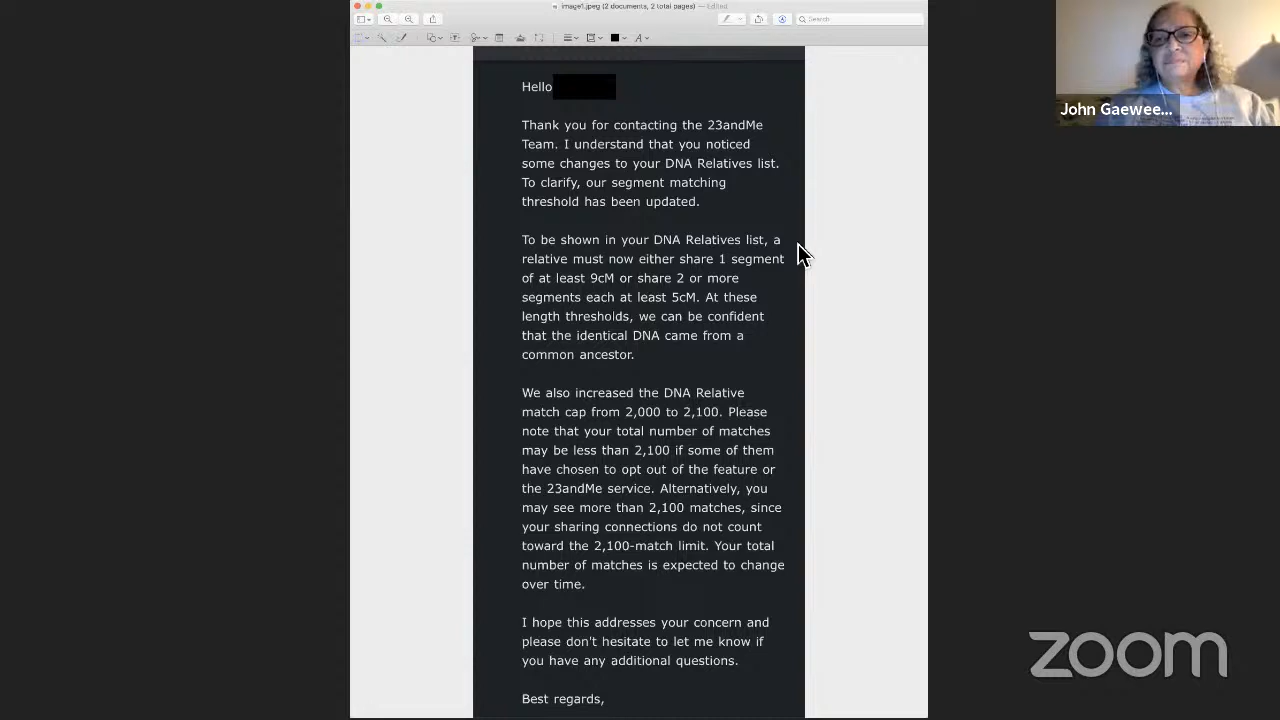 image1.jpeg (2 documents, 2 total pages) — Edited
Search
Hello
Thank you for contacting the 23andMe
Team. I understand that you noticed
some changes to your DNA Relatives list.
To clarify, our segment matching
threshold has been updated.
To be shown in your DNA Relatives list, a
relative must now either share 1 segment
of at least 9cM or share 2 or more
segments each at least 5cM. At these
length thresholds, we can be confident
that the identical DNA came from a
common ancestor.
We also increased the DNA Relative
match cap from 2,000 to 2,100. Please
note that your total number of matches
may be less than 2,100 if some of them
have chosen to opt out of the feature or
the 23andMe service. Alternatively, you
may see more than 2,100 matches, since
your sharing connections do not count
toward the 2,100-match limit. Your total
number of matches is expected to change
over time.
I hope this addresses your concern and
please don't hesitate to let me know if
you have any additional questions.
Best regards,
John Gaewee...
zoom